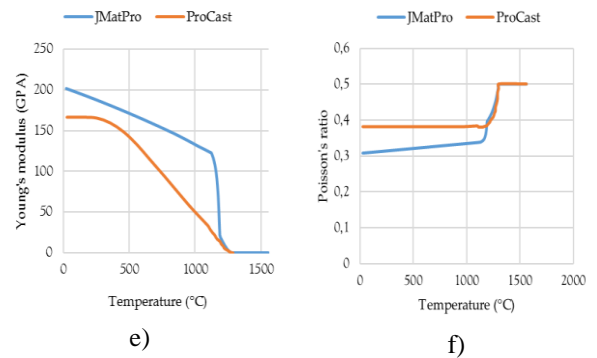 JMatPro ProCast
250
200
150
100
50
0
0 500 1000 1500
Young's modulus (GPA)
Temperature (°C)
e)
JMatPro ProCast
0,6
0,5
0,4
0,3
0,2
0,1
0
0 500 1000 1500 2000
Poisson's ratio
Temperature (°C)
f)